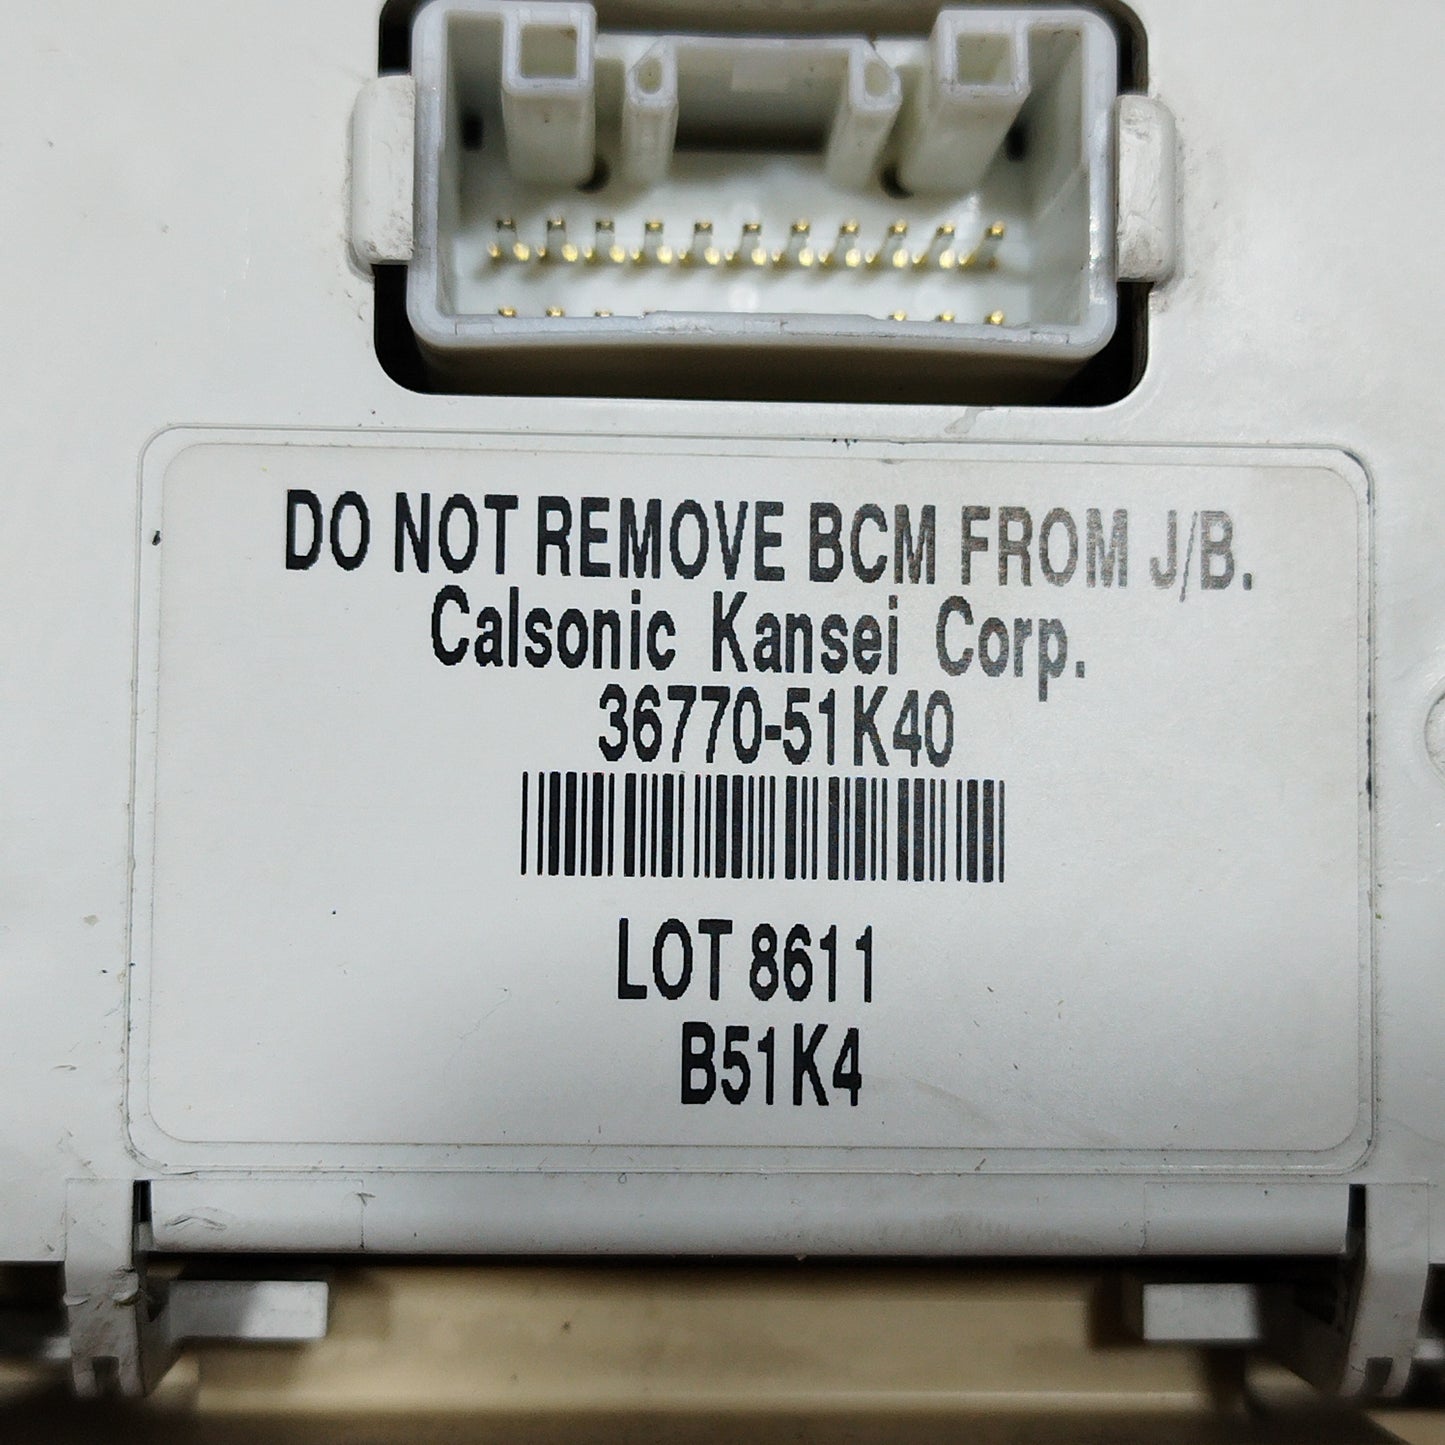 DO NOT REMOVE BCM FROM J/B.
Calsonic Kansei Corp.
36770-51K40
LOT 8611
B51K4